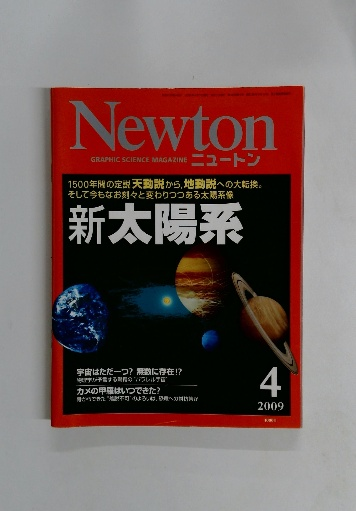 Newton
GRAPHIC SCIENCE MAGAZINE ニュートン
1500年間の定説天動説から,地動説への大転換。
そして今もなお刻々と変わりつつある太陽系像
新太陽系
宇宙はただ一つ? 無数に存在!?
カメの甲羅はいつできた?
4
2009